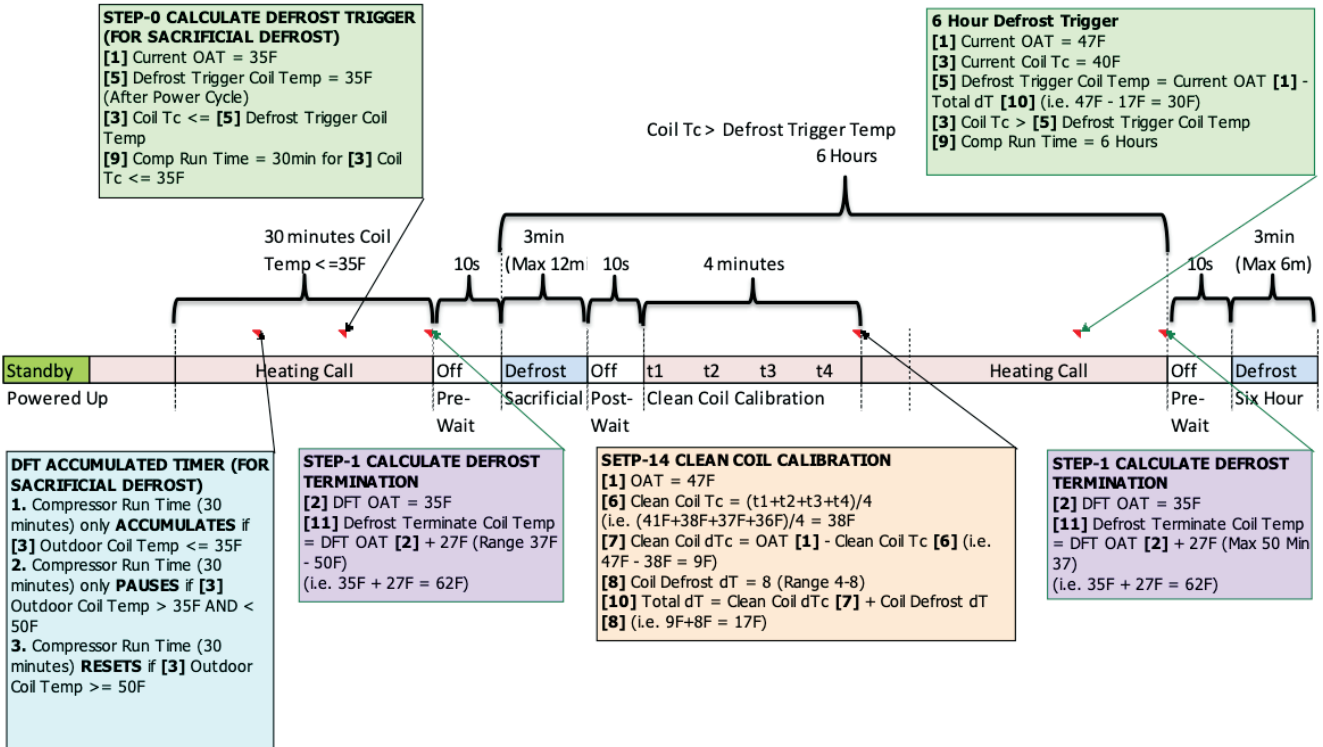 STEP-0 CALCULATE DEFROST TRIGGER
(FOR SACRIFICIAL DEFROST)
[1] Current OAT = 35F
[5] Defrost Trigger Coil Temp = 35F
(After Power Cycle)
[3] Coil Tc <= [5] Defrost Trigger Coil
Temp
[9] Comp Run Time = 30min for [3] Coil
Tc <= 35F
6 Hour Defrost Trigger
[1] Current OAT = 47F
[3] Current Coil Tc = 40F
[5] Defrost Trigger Coil Temp = Current OAT [1] -
Total dT [10] (i.e. 47F - 17F = 30F)
[3] Coil Tc > [5] Defrost Trigger Coil Temp
[9] Comp Run Time = 6 Hours
Coil Tc > Defrost Trigger Temp
6 Hours
30 minutes Coil
Temp <=35F
10s
3min
(Max 12m
10s
4 minutes
10s
3min
(Max 6m)
Standby
Heating Call
Off
Defrost
Off
t1 t2 t3 t4
Heating Call
Off
Defrost
Powered Up
Pre-
Wait
Sacrificial
Post-
Wait
Clean Coil Calibration
Pre-
Wait
Six Hour
DFT ACCUMULATED TIMER (FOR
SACRIFICIAL DEFROST)
1. Compressor Run Time (30
minutes) only ACCUMULATES if
[3] Outdoor Coil Temp <= 35F
2. Compressor Run Time (30
minutes) only PAUSES if [3]
Outdoor Coil Temp > 35F AND <
50F
3. Compressor Run Time (30
minutes) RESETS if [3] Outdoor
Coil Temp >= 50F
STEP-1 CALCULATE DEFROST
TERMINATION
[2] DFT OAT = 35F
[11] Defrost Terminate Coil Temp
= DFT OAT [2] + 27F (Range 37F
- 50F)
(i.e. 35F + 27F = 62F)
SETP-14 CLEAN COIL CALIBRATION
[1] OAT = 47F
[6] Clean Coil Tc = (t1+t2+t3+t4)/4
(i.e. (41F+38F+37F+36F)/4 = 38F
[7] Clean Coil dTc = OAT [1] - Clean Coil Tc [6] (i.e.
47F - 38F = 9F)
[8] Coil Defrost dT = 8 (Range 4-8)
[10] Total dT = Clean Coil dTc [7] + Coil Defrost dT
[8] (i.e. 9F+8F = 17F)
STEP-1 CALCULATE DEFROST
TERMINATION
[2] DFT OAT = 35F
[11] Defrost Terminate Coil Temp
= DFT OAT [2] + 27F (Max 50 Min
37)
(i.e. 35F + 27F = 62F)